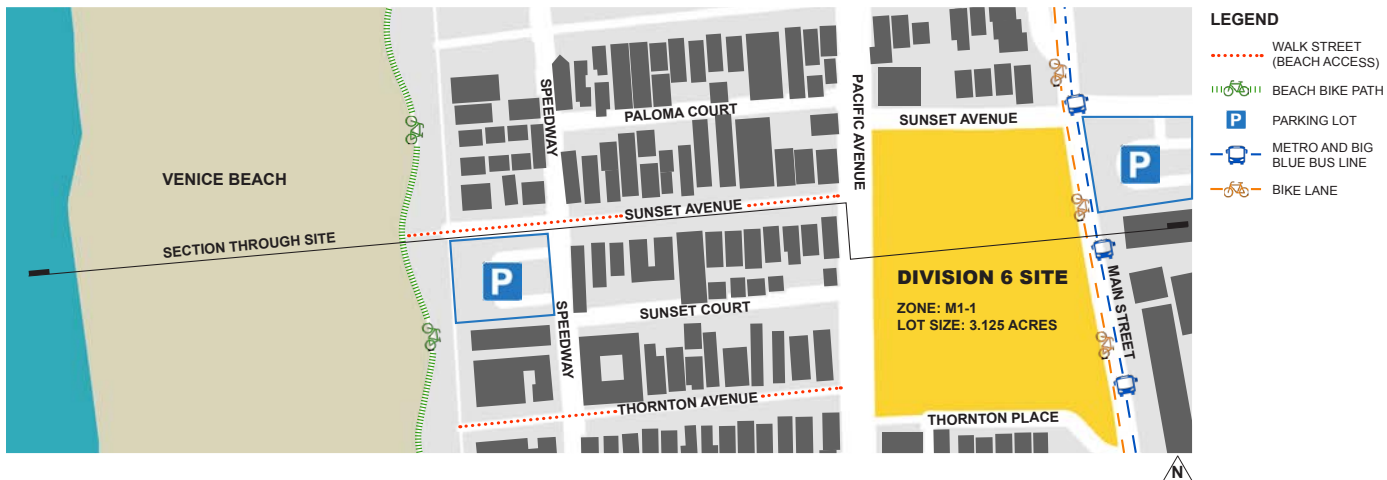 LEGEND
WALK STREET
(BEACH ACCESS)
BEACH BIKE PATH
P
PARKING LOT
METRO AND BIG
BLUE BUS LINE
BIKE LANE
SPEEDWAY
PALOMA COURT
PACIFIC AVENUE
SUNSET AVENUE
P
VENICE BEACH
SUNSET AVENUE
SECTION THROUGH SITE
P
DIVISION 6 SITE
ZONE: M1-1
LOT SIZE: 3.125 ACRES
MAIN STREET
SPEEDWAY
SUNSET COURT
THORNTON AVENUE
THORNTON PLACE
N